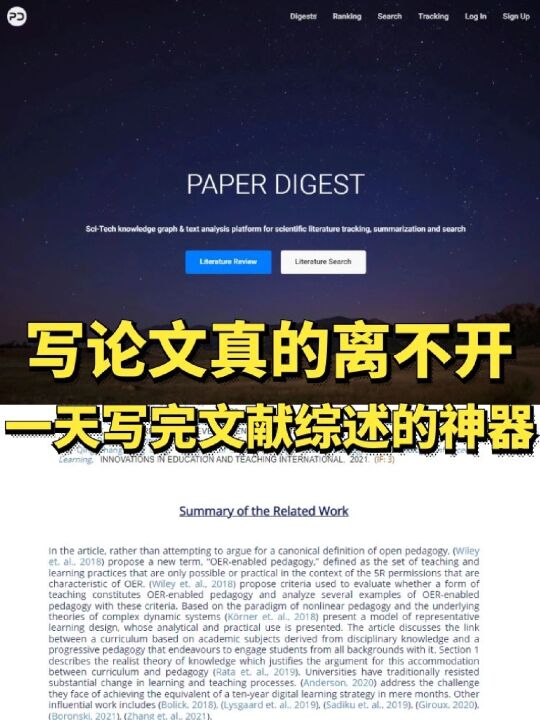 PD
Digests Ranking Search Tracking Log In Sign Up
PAPER DIGEST
Sci-Tech knowledge graph & text analysis platform for scientific literature tracking, summarization and search
Literature Review Literature Search
写论文真的离不开
一天写完文献综述的神器
Learning, INNOVATIONS IN EDUCATION AND TEACHING INTERNATIONAL. 2021. (IF: 3)
Summary of the Related Work
In the article, rather than attempting to argue for a canonical definition of open pedagogy, (Wiley
et. al., 2018) propose a new term, "OER-enabled pedagogy," defined as the set of teaching and
learning practices that are only possible or practical in the context of the 5R permissions that are
characteristic of OER. (Wiley et. al., 2018) propose criteria used to evaluate whether a form of
teaching constitutes OER-enabled pedagogy and analyze several examples of OER-enabled
pedagogy with these criteria. Based on the paradigm of nonlinear pedagogy and the underlying
theories of complex dynamic systems (Körner et. al., 2018) present a model of representative
learning design, whose analytical and practical use is presented. The article discusses the link
between a curriculum based on academic subjects derived from disciplinary knowledge and a
progressive pedagogy that endeavours to engage students from all backgrounds with it. Section 1
describes the realist theory of knowledge which justifies the argument for this accommodation
between curriculum and pedagogy (Rata et. al., 2019). Universities have traditionally resisted
substantial change in learning and teaching processes. (Anderson, 2020) address the challenge
they face of achieving the equivalent of a ten-year digital learning strategy in mere months. Other
influential work includes (Bolick, 2018), (Lysgaard et. al., 2019), (Sadiku et. al., 2019), (Giroux, 2020),
(Boronski, 2021), (Zhang et. al., 2021).